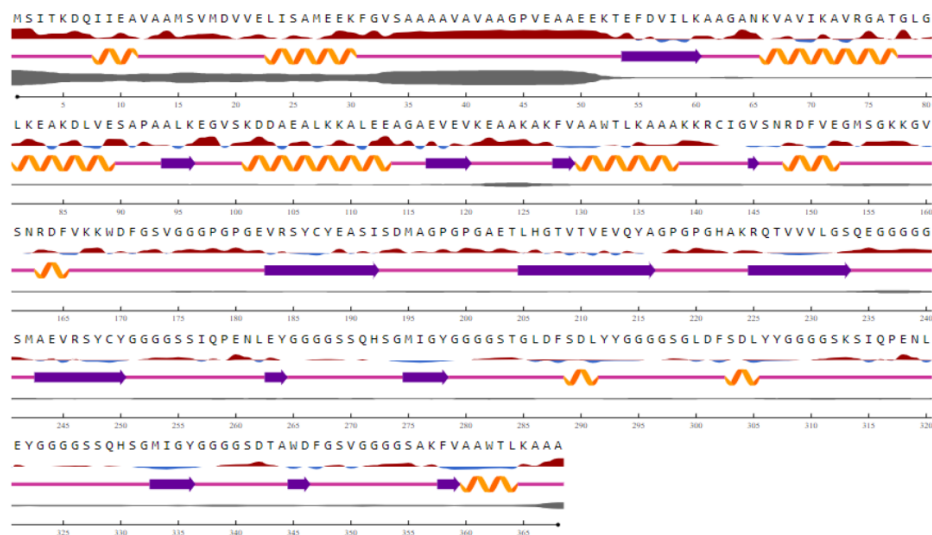 MSITKDQIIEAVAAMSVMDVVELISAMEEKFGVSAAAAVAVAAGPVEAAEEKTEFDVILKAAGANKVAVIKAVRGATGLG
5 10 15 20 25 30 35 40 45 50 55 60 65 70 75 80
LKEAKDLVESAPAALKEGVSKDDAEALKKALEEAGAEVEVKEAAKAKFVAAWTLKAAAKKRCIGVSNRDFVEGMSGKKGV
85 90 95 100 105 110 115 120 125 130 135 140 145 150 155 160
SNRDFVKKWDFGSVGGGPGPGEVRSYCYEASISDMAGPGPGAETLHGTVTVEVQYAGPGPGHAKRQTVVVLGSQEGGGGG
165 170 175 180 185 190 195 200 205 210 215 220 225 230 235 240
SMAEVRSYCYGGGGSSIQPENLEYGGGGSSQHSGMIGYGGGGSTGLDFSDLYYGGGGSGLDFSDLYYGGGGSKSIQPENL
245 250 255 260 265 270 275 280 285 290 295 300 305 310 315 320
EYGGGGSSQHSGMIGYGGGGSDTAWDFGSVGGGGSAKFVAAWTLKAAA
325 330 335 340 345 350 355 360 365